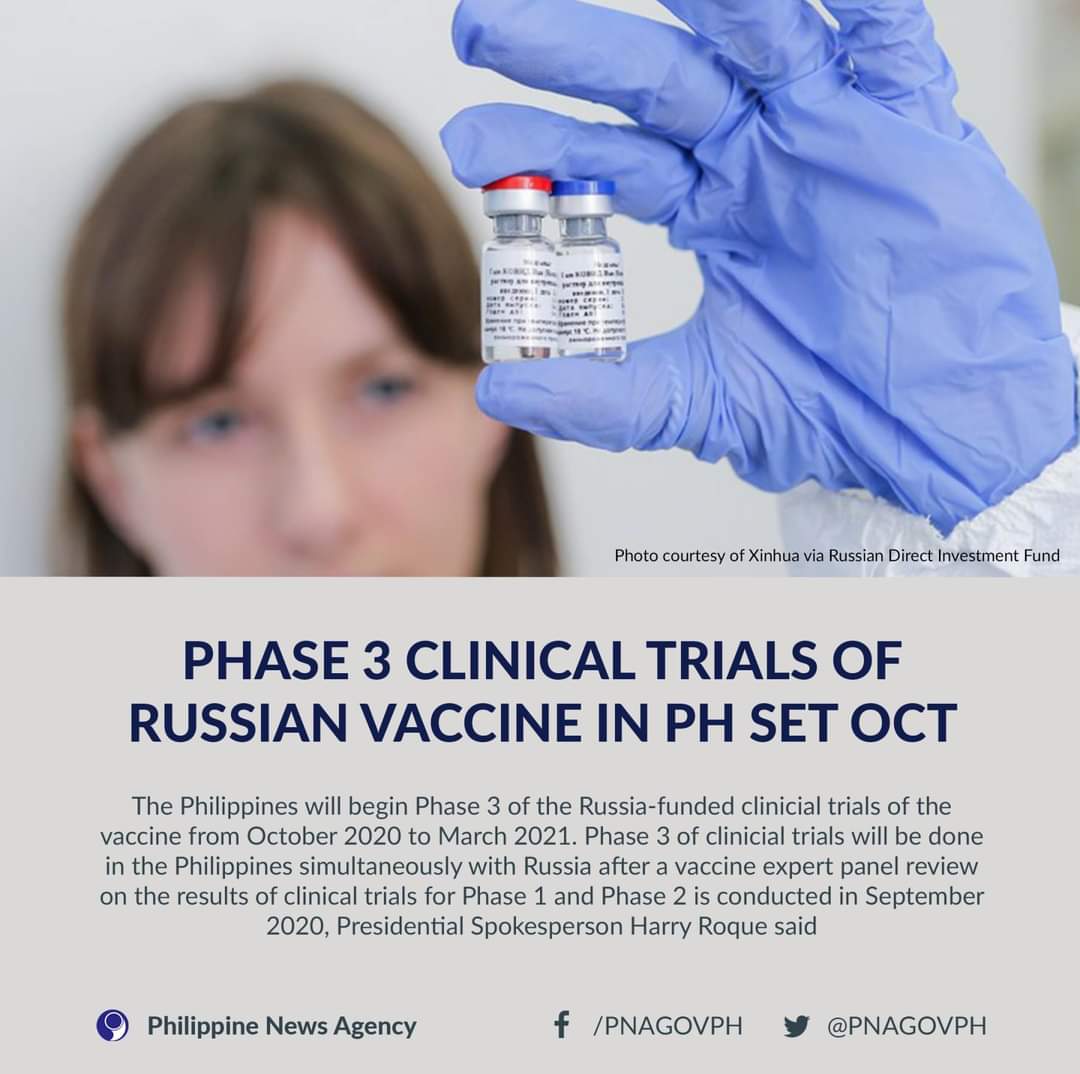 раствор для
номер серии:
Photo courtesy of Xinhua via Russian Direct Investment Fund
PHASE 3 CLINICAL TRIALS OF
RUSSIAN VACCINE IN PH SET OCT
The Philippines will begin Phase 3 of the Russia-funded clinicial trials of the
vaccine from October 2020 to March 2021. Phase 3 of clinicial trials will be done
in the Philippines simultaneously with Russia after a vaccine expert panel review
on the results of clinical trials for Phase 1 and Phase 2 is conducted in September
2020, Presidential Spokesperson Harry Roque said
Philippine News Agency
/PNAGOVPH
@PNAGOVPH